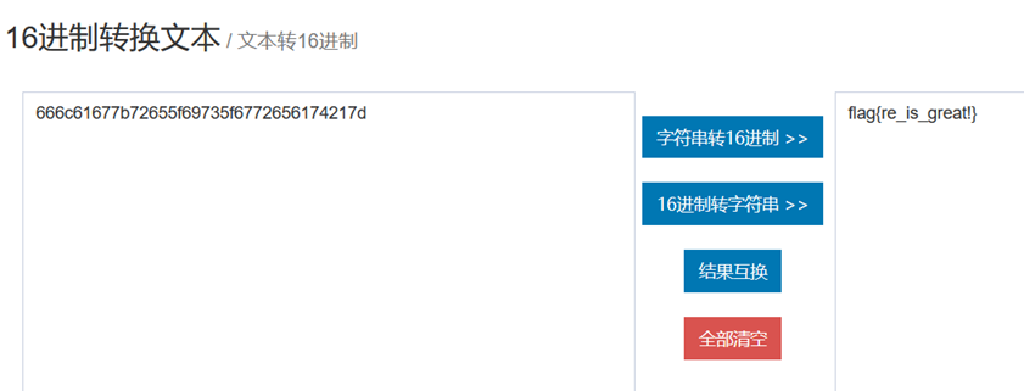 16进制转换文本 / 文本转16进制
666c61677b72655f69735f6772656174217d
字符串转16进制 >>
16进制转字符串 >>
结果互换
全部清空
flag{re_is_great!}